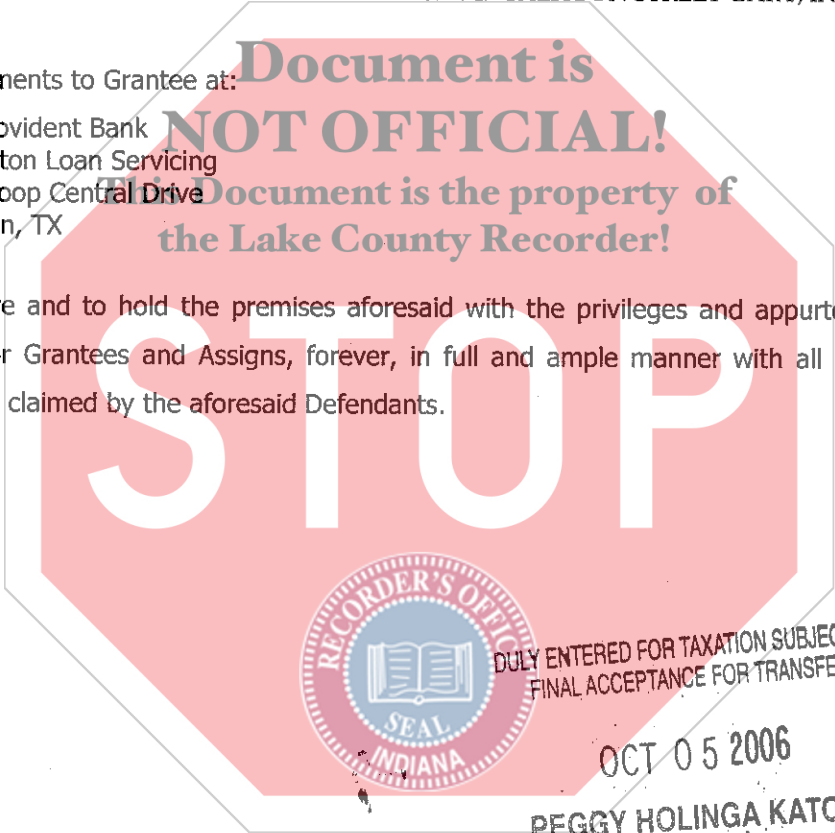 Document is
nents to Grantee at:
NOT OFFICIAL!
ovident Bank
ton Loan Servicing
This Document is the property of
oop Central Drive
n, TX
the Lake County Recorder!
e and to hold the premises aforesaid with the privileges and appurte
r Grantees and Assigns, forever, in full and ample manner with all
claimed by the aforesaid Defendants.
STOP
RECORDER'S OFFICE
SEAL
INDIANA
DULY ENTERED FOR TAXATION SUBJEC
FINAL ACCEPTANCE FOR TRANSFE
OCT 05 2006
PEGGY HOLINGA KATO